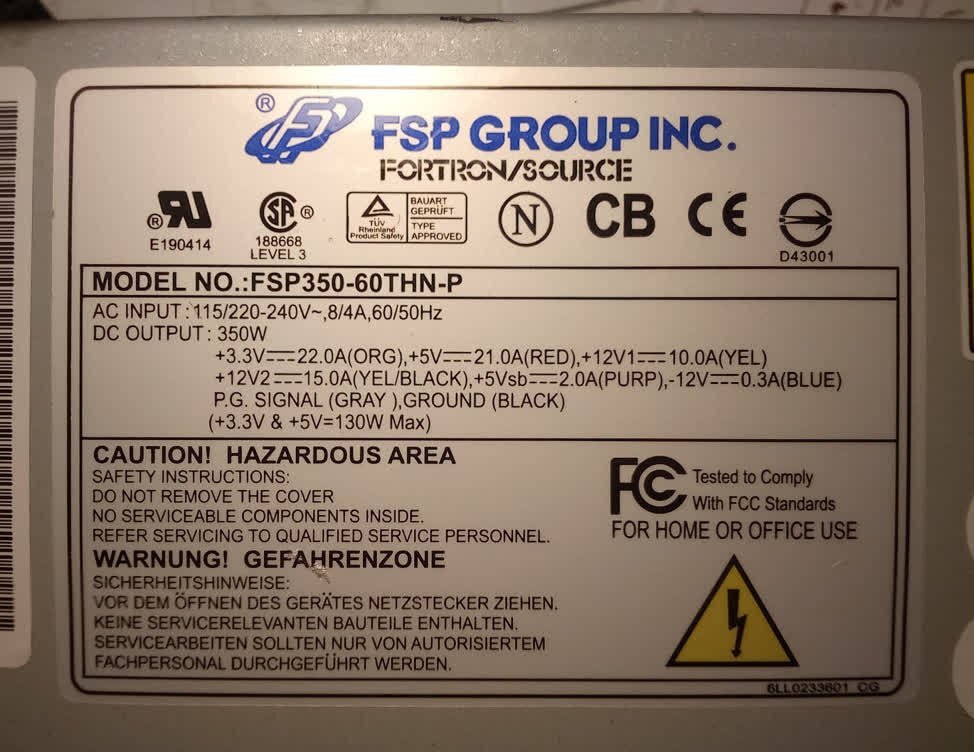 ® FSP GROUP INC.
FORTRON/SOURCE
® RU
E190414
SA ®
188668
LEVEL 3
TÜV
Rheinland
Product Safety
BAUART
GEPRÜFT
TYPE
APPROVED
N
CB
CE
D43001
MODEL NO.:FSP350-60THN-P
AC INPUT : 115/220-240V~,8/4A,60/50Hz
DC OUTPUT : 350W
+3.3V⎓22.0A(ORG),+5V⎓21.0A(RED),+12V1⎓10.0A(YEL)
+12V2⎓15.0A(YEL/BLACK),+5Vsb⎓2.0A(PURP),-12V⎓0.3A(BLUE)
P.G. SIGNAL (GRAY ),GROUND (BLACK)
(+3.3V & +5V=130W Max)
CAUTION! HAZARDOUS AREA
SAFETY INSTRUCTIONS:
DO NOT REMOVE THE COVER
NO SERVICEABLE COMPONENTS INSIDE.
REFER SERVICING TO QUALIFIED SERVICE PERSONNEL.
WARNUNG! GEFAHRENZONE
SICHERHEITSHINWEISE:
VOR DEM ÖFFNEN DES GERÄTES NETZSTECKER ZIEHEN.
KEINE SERVICERELEVANTEN BAUTEILE ENTHALTEN.
SERVICEARBEITEN SOLLTEN NUR VON AUTORISIERTEM
FACHPERSONAL DURCHGEFÜHRT WERDEN.
FCC Tested to Comply
With FCC Standards
FOR HOME OR OFFICE USE
6LL0233601 CG